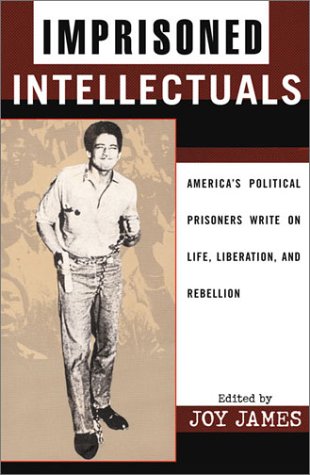 IMPRISONED
INTELLECTUALS
AMERICA'S POLITICAL
PRISONERS WRITE ON
LIFE, LIBERATION, AND
REBELLION
Edited by
JOY JAMES